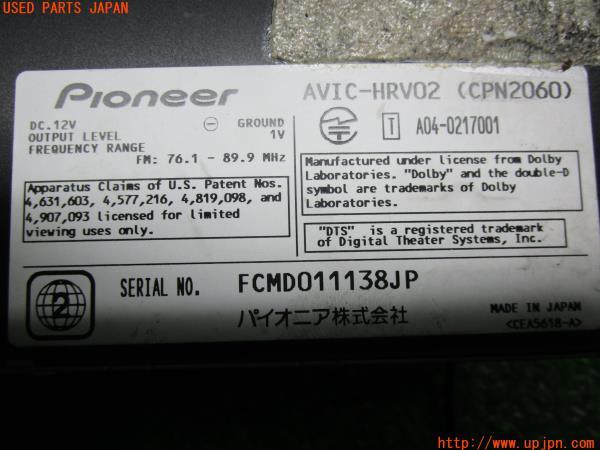 USED PARTS JAPAN
Pioneer
AVIC-HRV02 (CPN2060)
DC.12V
GROUND
OUTPUT LEVEL 1V
FREQUENCY RANGE
FM: 76.1 - 89.9 MHz
T A04-0217001
Apparatus Claims of U.S. Patent Nos.
4,631,603, 4,577,216, 4,819,098, and
4,907,093 licensed for limited
viewing uses only.
Manufactured under license from Dolby
Laboratories. "Dolby" and the double-D
symbol are trademarks of Dolby
Laboratories.
"DTS" is a registered trademark
of Digital Theater Systems, Inc.
2
SERIAL NO. FCMD011138JP
パイオニア株式会社
MADE IN JAPAN
<CEA5618-A>
http://www.upjpn.com/